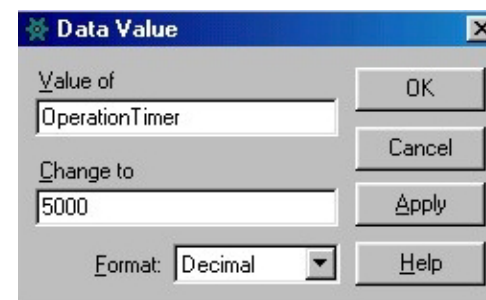 Data Value
Value of
OK
OperationTimer
Cancel
Change to
5000
Apply
Format: Decimal
Help